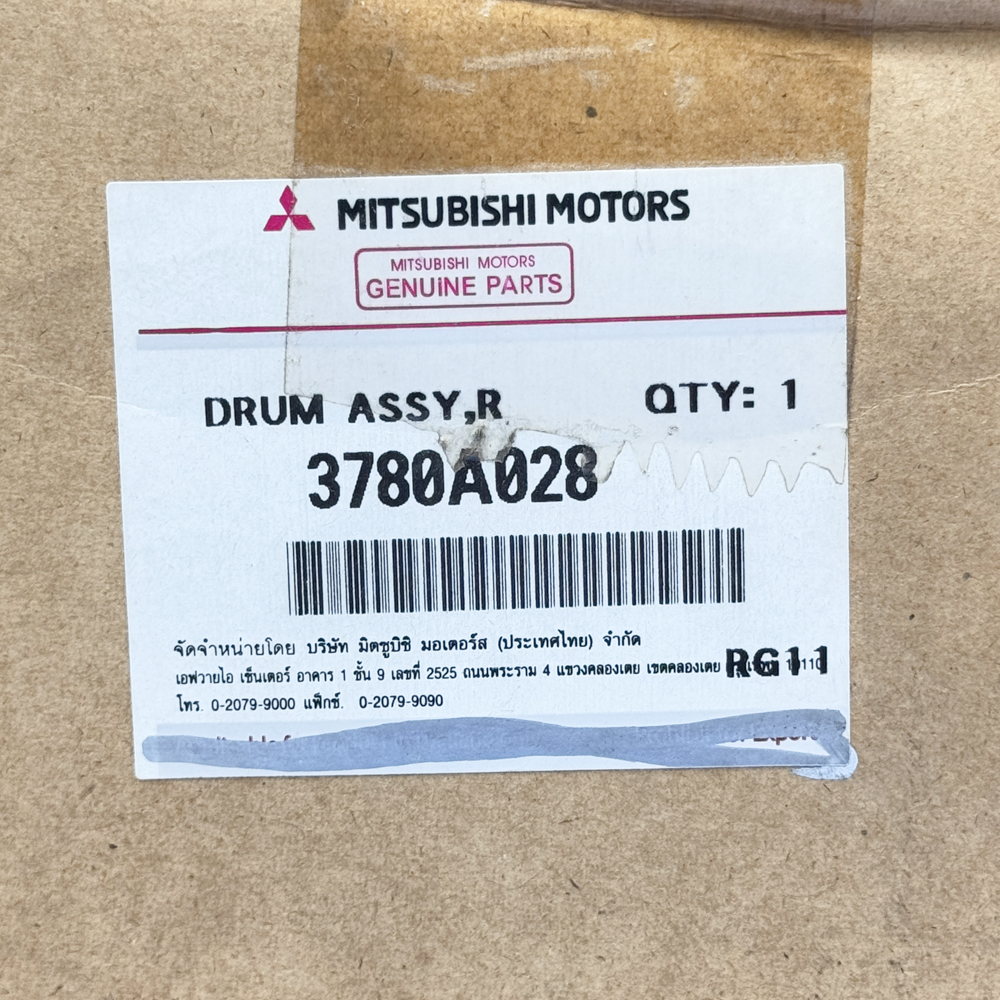 MITSUBISHI MOTORS
MITSUBISHI MOTORS
GENUINE PARTS
DRUM ASSY,R QTY: 1
3780A028
จัดจำหน่ายโดย บริษัท มิตซูบิชิ มอเตอร์ส (ประเทศไทย) จำกัด
เอฟวายไอ เซ็นเตอร์ อาคาร 1 ชั้น 9 เลขที่ 2525 ถนนพระราม 4 แขวงคลองเตย เขตคลองเตย
RG11
โทร. 0-2079-9000 แฟ็กซ์. 0-2079-9090